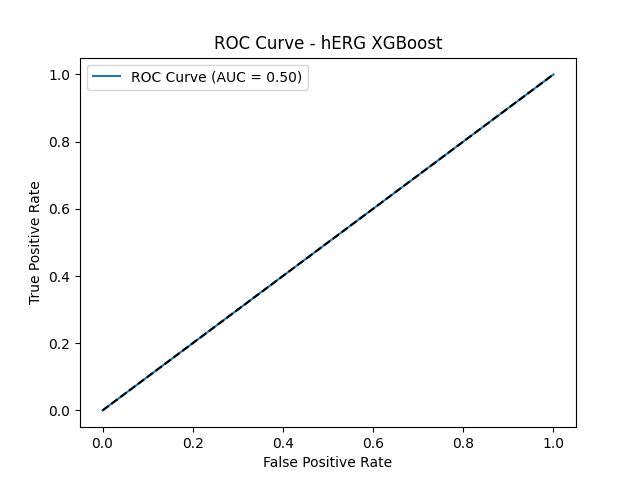 ROC Curve - hERG XGBoost
ROC Curve (AUC = 0.50)
True Positive Rate
1.0
0.8
0.6
0.4
0.2
0.0
0.0 0.2 0.4 0.6 0.8 1.0
False Positive Rate